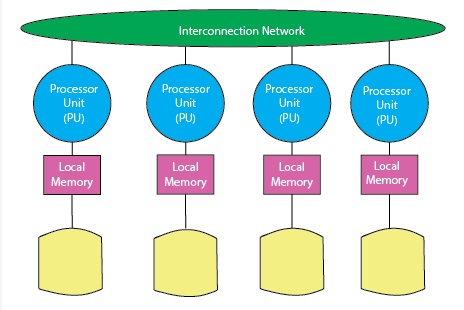 Interconnection Network
Processor
Unit
(PU)
Processor
Unit
(PU)
Processor
Unit
(PU)
Processor
Unit
(PU)
Local
Memory
Local
Memory
Local
Memory
Local
Memory